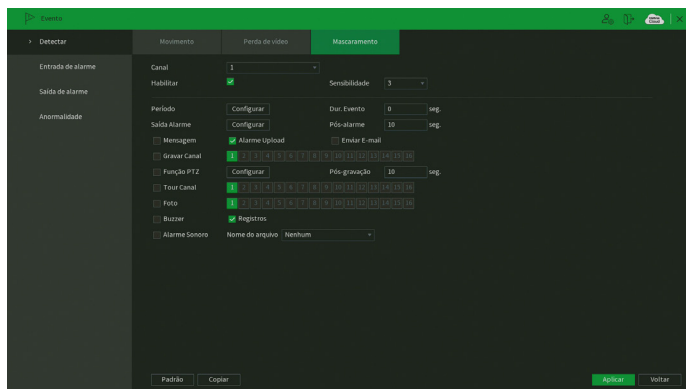 Evento
Detectar
Movimento Perda de vídeo Mascaramento
Entrada de alarme
Saída de alarme
Anormalidade
Canal 1
Habilitar Sensibilidade 3
Período Configurar Dur. Evento 0 seg.
Saída Alarme Configurar Pós-alarme 10 seg.
Mensagem Alarme Upload Enviar E-mail
Gravar Canal 1 2 3 4 5 6 7 8 9 10 11 12 13 14 15 16
Função PTZ Configurar Pós-gravação 10 seg.
Tour Canal 1 2 3 4 5 6 7 8 9 10 11 12 13 14 15 16
Foto 1 2 3 4 5 6 7 8 9 10 11 12 13 14 15 16
Buzzer Registros
Alarme Sonoro Nome do arquivo Nenhum
Padrão Copiar Aplicar Voltar